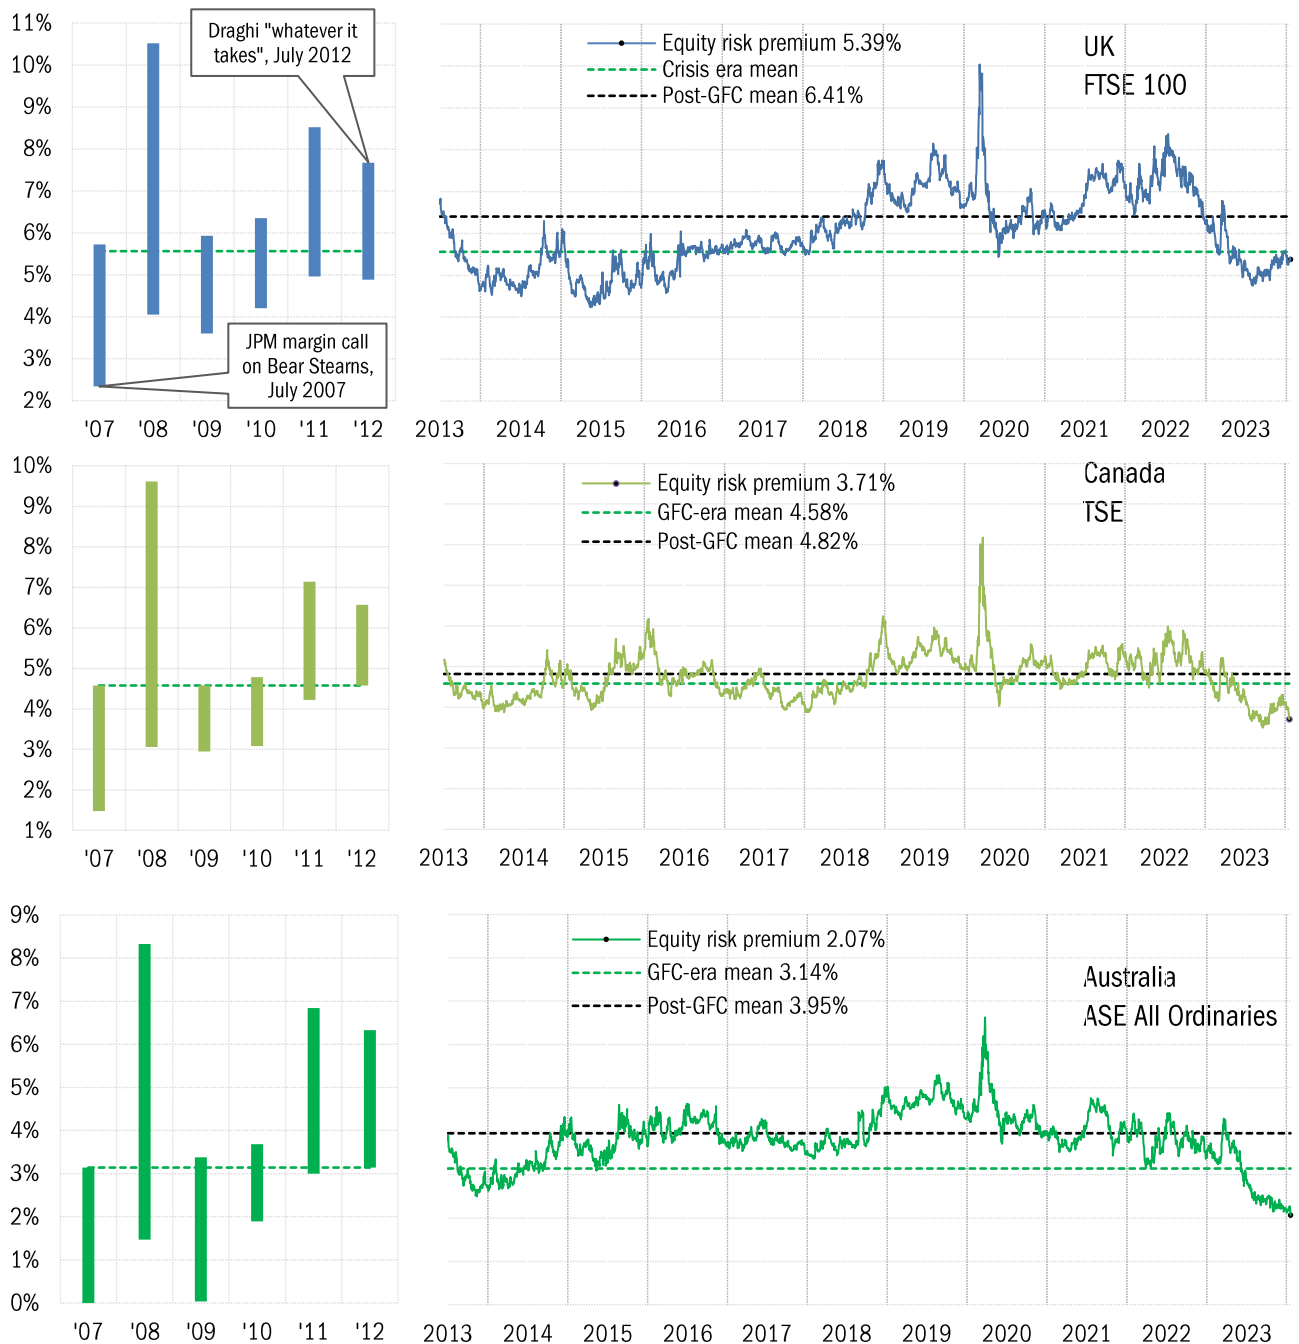 11%
10%
9%
8%
7%
6%
5%
4%
3%
2%
Draghi "whatever it
takes", July 2012
JPM margin call
on Bear Stearns,
July 2007
'07 '08 '09 '10 '11 '12
Equity risk premium 5.39%
Crisis era mean
Post-GFC mean 6.41%
UK
FTSE 100
2013 2014 2015 2016 2017 2018 2019 2020 2021 2022 2023
10%
9%
8%
7%
6%
5%
4%
3%
2%
1%
'07 '08 '09 '10 '11 '12
Equity risk premium 3.71%
GFC-era mean 4.58%
Post-GFC mean 4.82%
Canada
TSE
2013 2014 2015 2016 2017 2018 2019 2020 2021 2022 2023
9%
8%
7%
6%
5%
4%
3%
2%
1%
0%
'07 '08 '09 '10 '11 '12
Equity risk premium 2.07%
GFC-era mean 3.14%
Post-GFC mean 3.95%
Australia
ASE All Ordinaries
2013 2014 2015 2016 2017 2018 2019 2020 2021 2022 2023